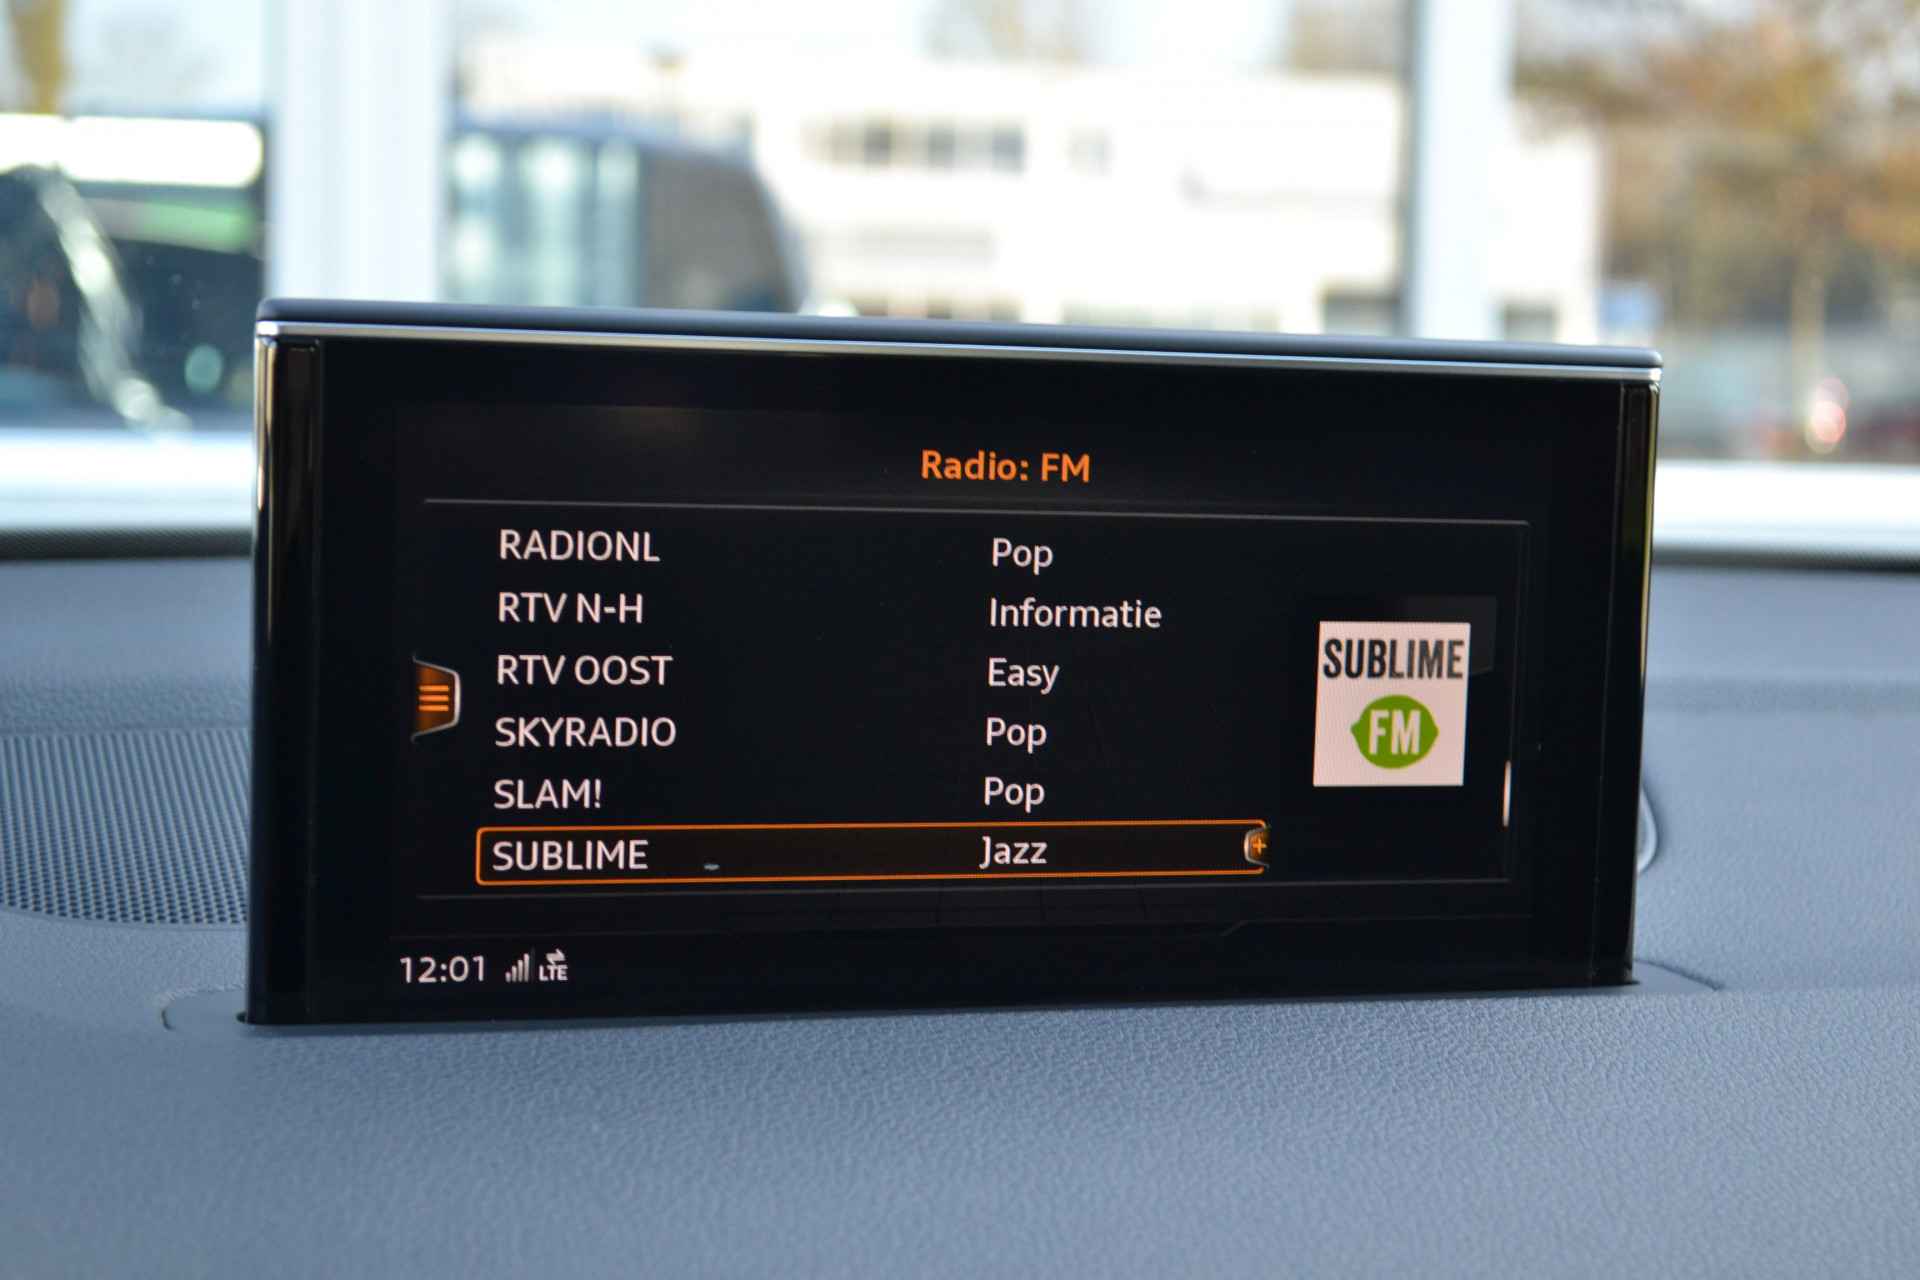 Radio: FM
RADIONL Pop
RTV N-H Informatie
RTV OOST Easy
SKYRADIO Pop
SLAM! Pop
SUBLIME Jazz
SUBLIME
FM
12:01 LTE